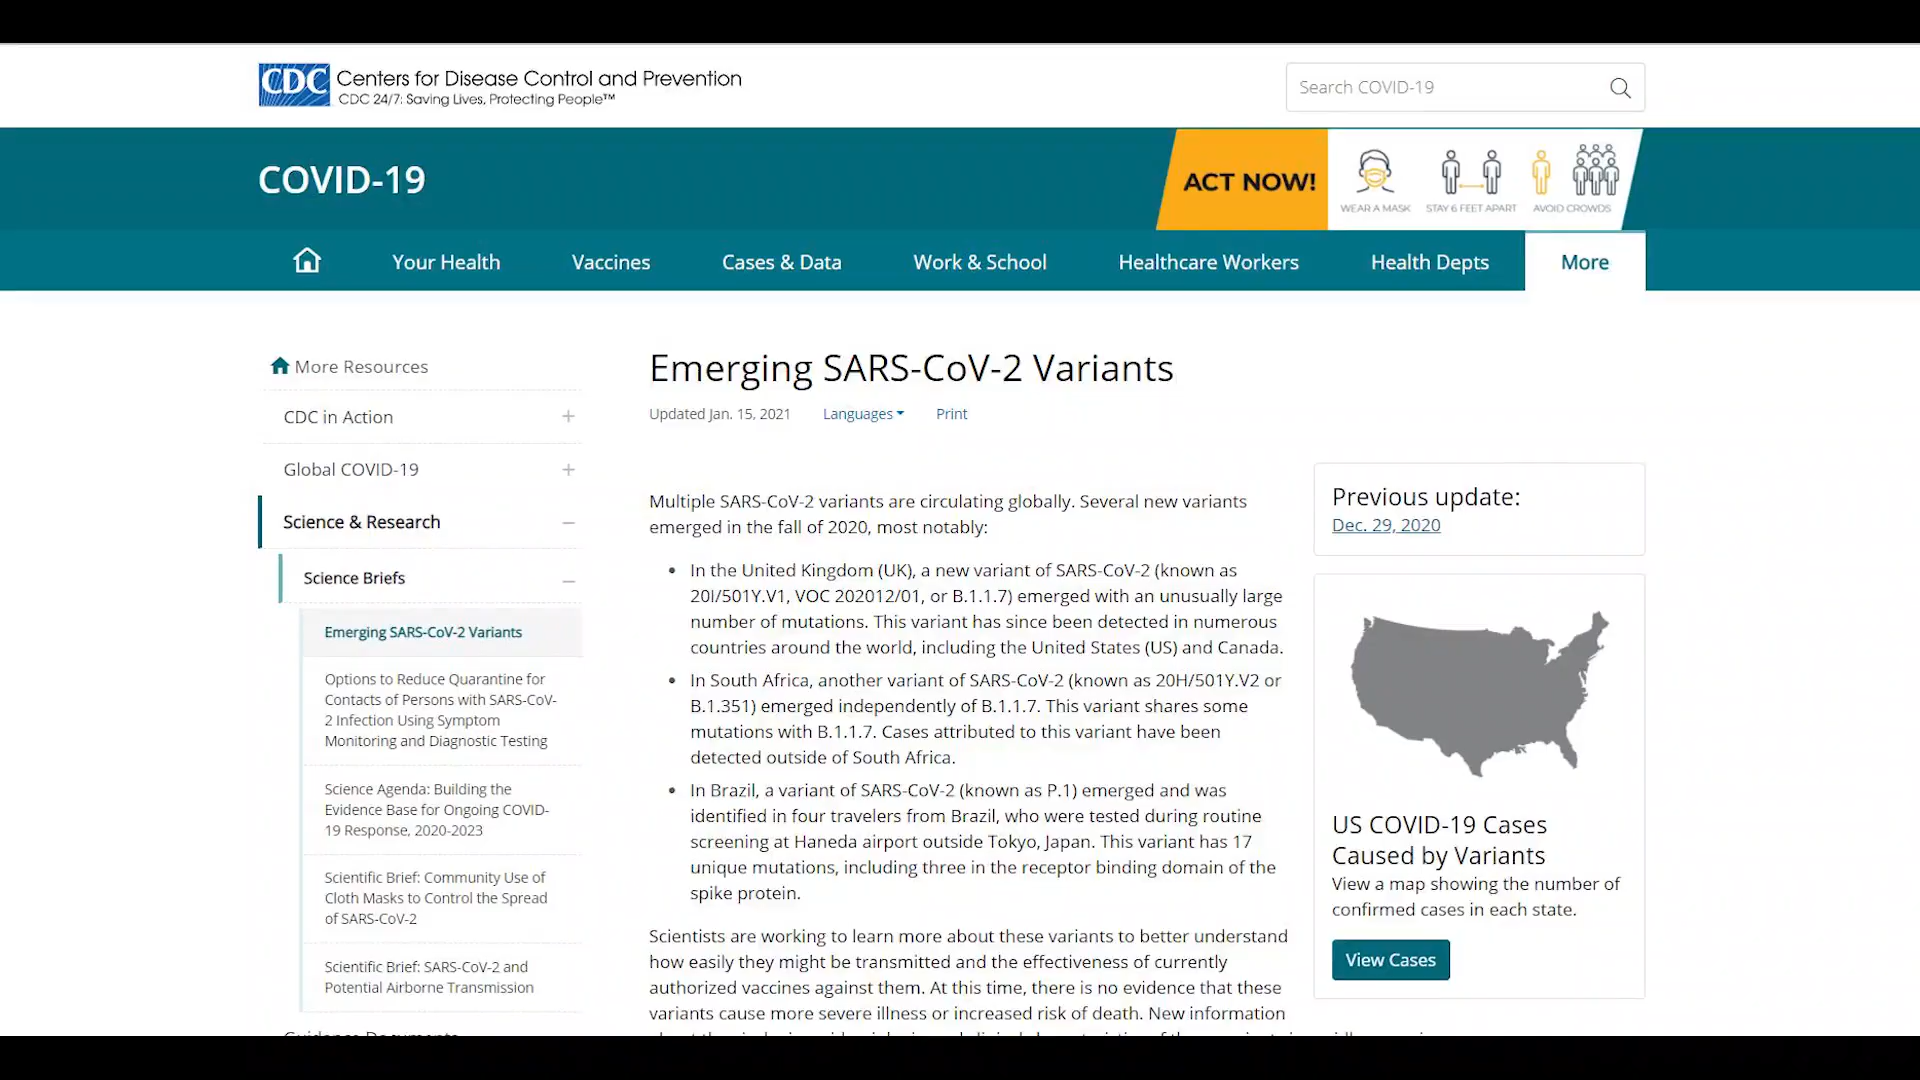 CDC Centers for Disease Control and Prevention
CDC 24/7: Saving Lives, Protecting People™
Search COVID-19
COVID-19
ACT NOW!
WEAR A MASK
STAY 6 FEET APART
AVOID CROWDS
Your Health
Vaccines
Cases & Data
Work & School
Healthcare Workers
Health Depts
More
More Resources
CDC in Action
Global COVID-19
Science & Research
Science Briefs
Emerging SARS-CoV-2 Variants
Options to Reduce Quarantine for
Contacts of Persons with SARS-CoV-
2 Infection Using Symptom
Monitoring and Diagnostic Testing
Science Agenda: Building the
Evidence Base for Ongoing COVID-
19 Response, 2020-2023
Scientific Brief: Community Use of
Cloth Masks to Control the Spread
of SARS-CoV-2
Scientific Brief: SARS-CoV-2 and
Potential Airborne Transmission
Emerging SARS-CoV-2 Variants
Updated Jan. 15, 2021
Languages
Print
Multiple SARS-CoV-2 variants are circulating globally. Several new variants
emerged in the fall of 2020, most notably:
• In the United Kingdom (UK), a new variant of SARS-CoV-2 (known as
20I/501Y.V1, VOC 202012/01, or B.1.1.7) emerged with an unusually large
number of mutations. This variant has since been detected in numerous
countries around the world, including the United States (US) and Canada.
• In South Africa, another variant of SARS-CoV-2 (known as 20H/501Y.V2 or
B.1.351) emerged independently of B.1.1.7. This variant shares some
mutations with B.1.1.7. Cases attributed to this variant have been
detected outside of South Africa.
• In Brazil, a variant of SARS-CoV-2 (known as P.1) emerged and was
identified in four travelers from Brazil, who were tested during routine
screening at Haneda airport outside Tokyo, Japan. This variant has 17
unique mutations, including three in the receptor binding domain of the
spike protein.
Scientists are working to learn more about these variants to better understand
how easily they might be transmitted and the effectiveness of currently
authorized vaccines against them. At this time, there is no evidence that these
variants cause more severe illness or increased risk of death. New information
Previous update:
Dec. 29, 2020
US COVID-19 Cases
Caused by Variants
View a map showing the number of
confirmed cases in each state.
View Cases